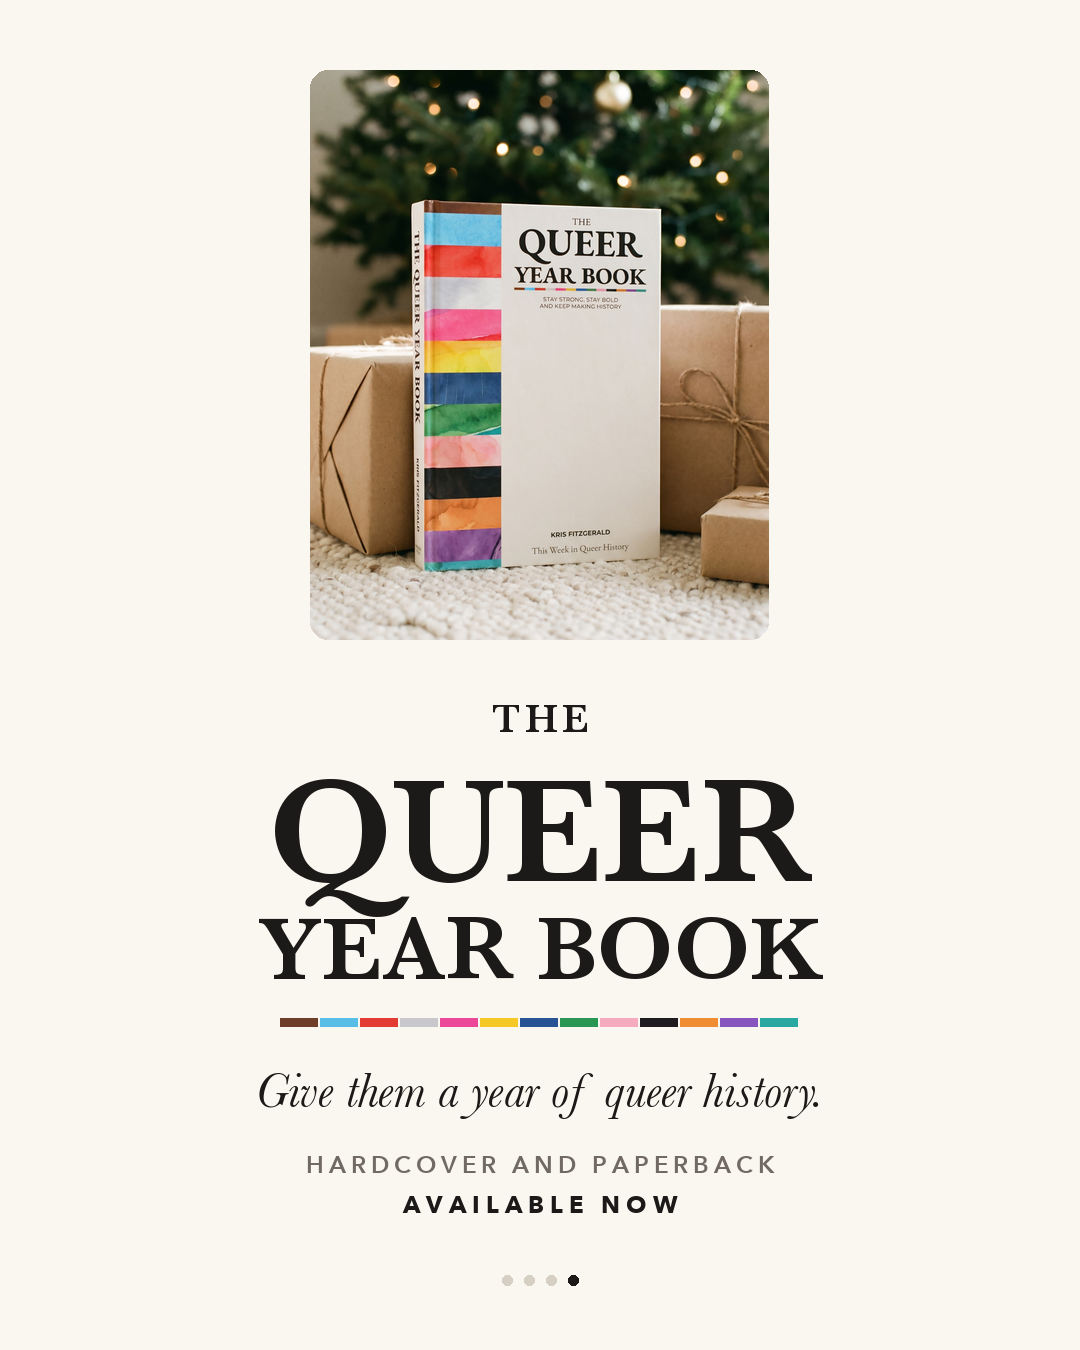 THE
QUEER
YEAR BOOK
STAY STRONG, STAY BOLD
AND KEEP MAKING HISTORY
THE QUEER YEAR BOOK
KRIS FITZGERALD
KRIS FITZGERALD
This Week in Queer History
THE
QUEER
YEAR BOOK
Give them a year of queer history.
HARDCOVER AND PAPERBACK
AVAILABLE NOW